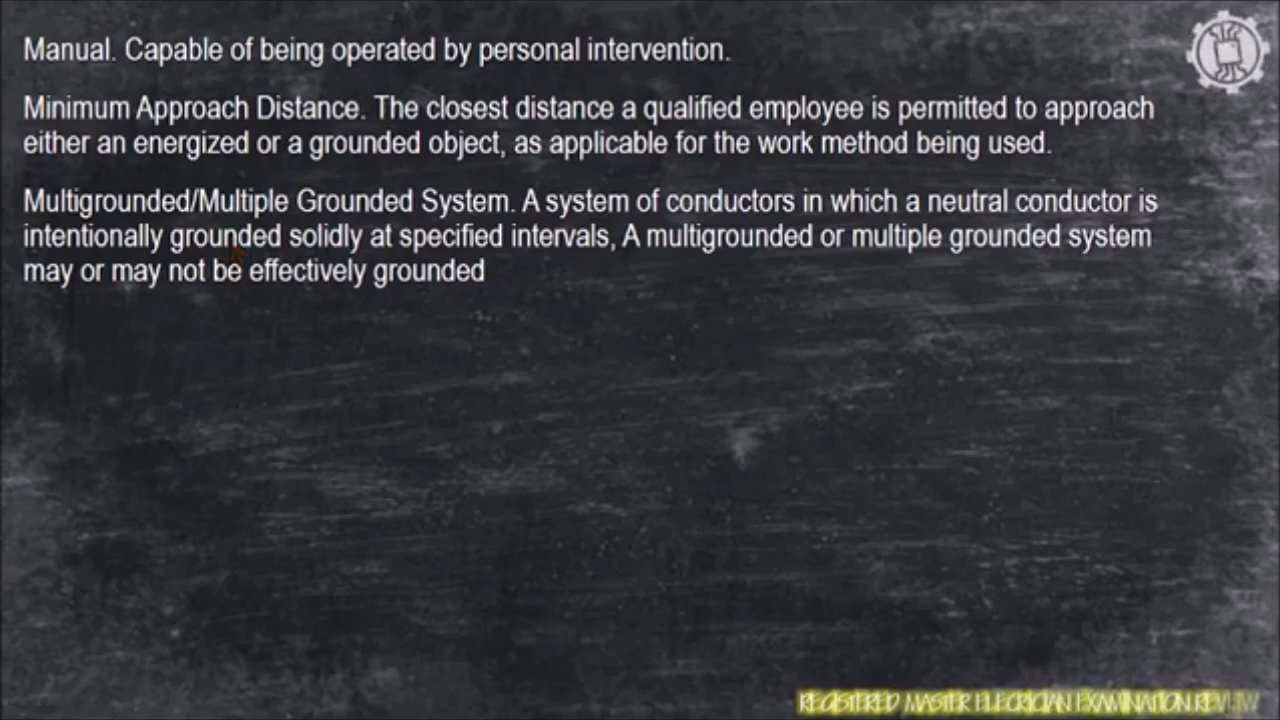 Manual. Capable of being operated by personal intervention.
Minimum Approach Distance. The closest distance a qualified employee is permitted to approach
either an energized or a grounded object, as applicable for the work method being used.
Multigrounded/Multiple Grounded System. A system of conductors in which a neutral conductor is
intentionally grounded solidly at specified intervals, A multigrounded or multiple grounded system
may or may not be effectively grounded
REGISTERED MASTER ELECRICIAN EXAMINATION REVIEW